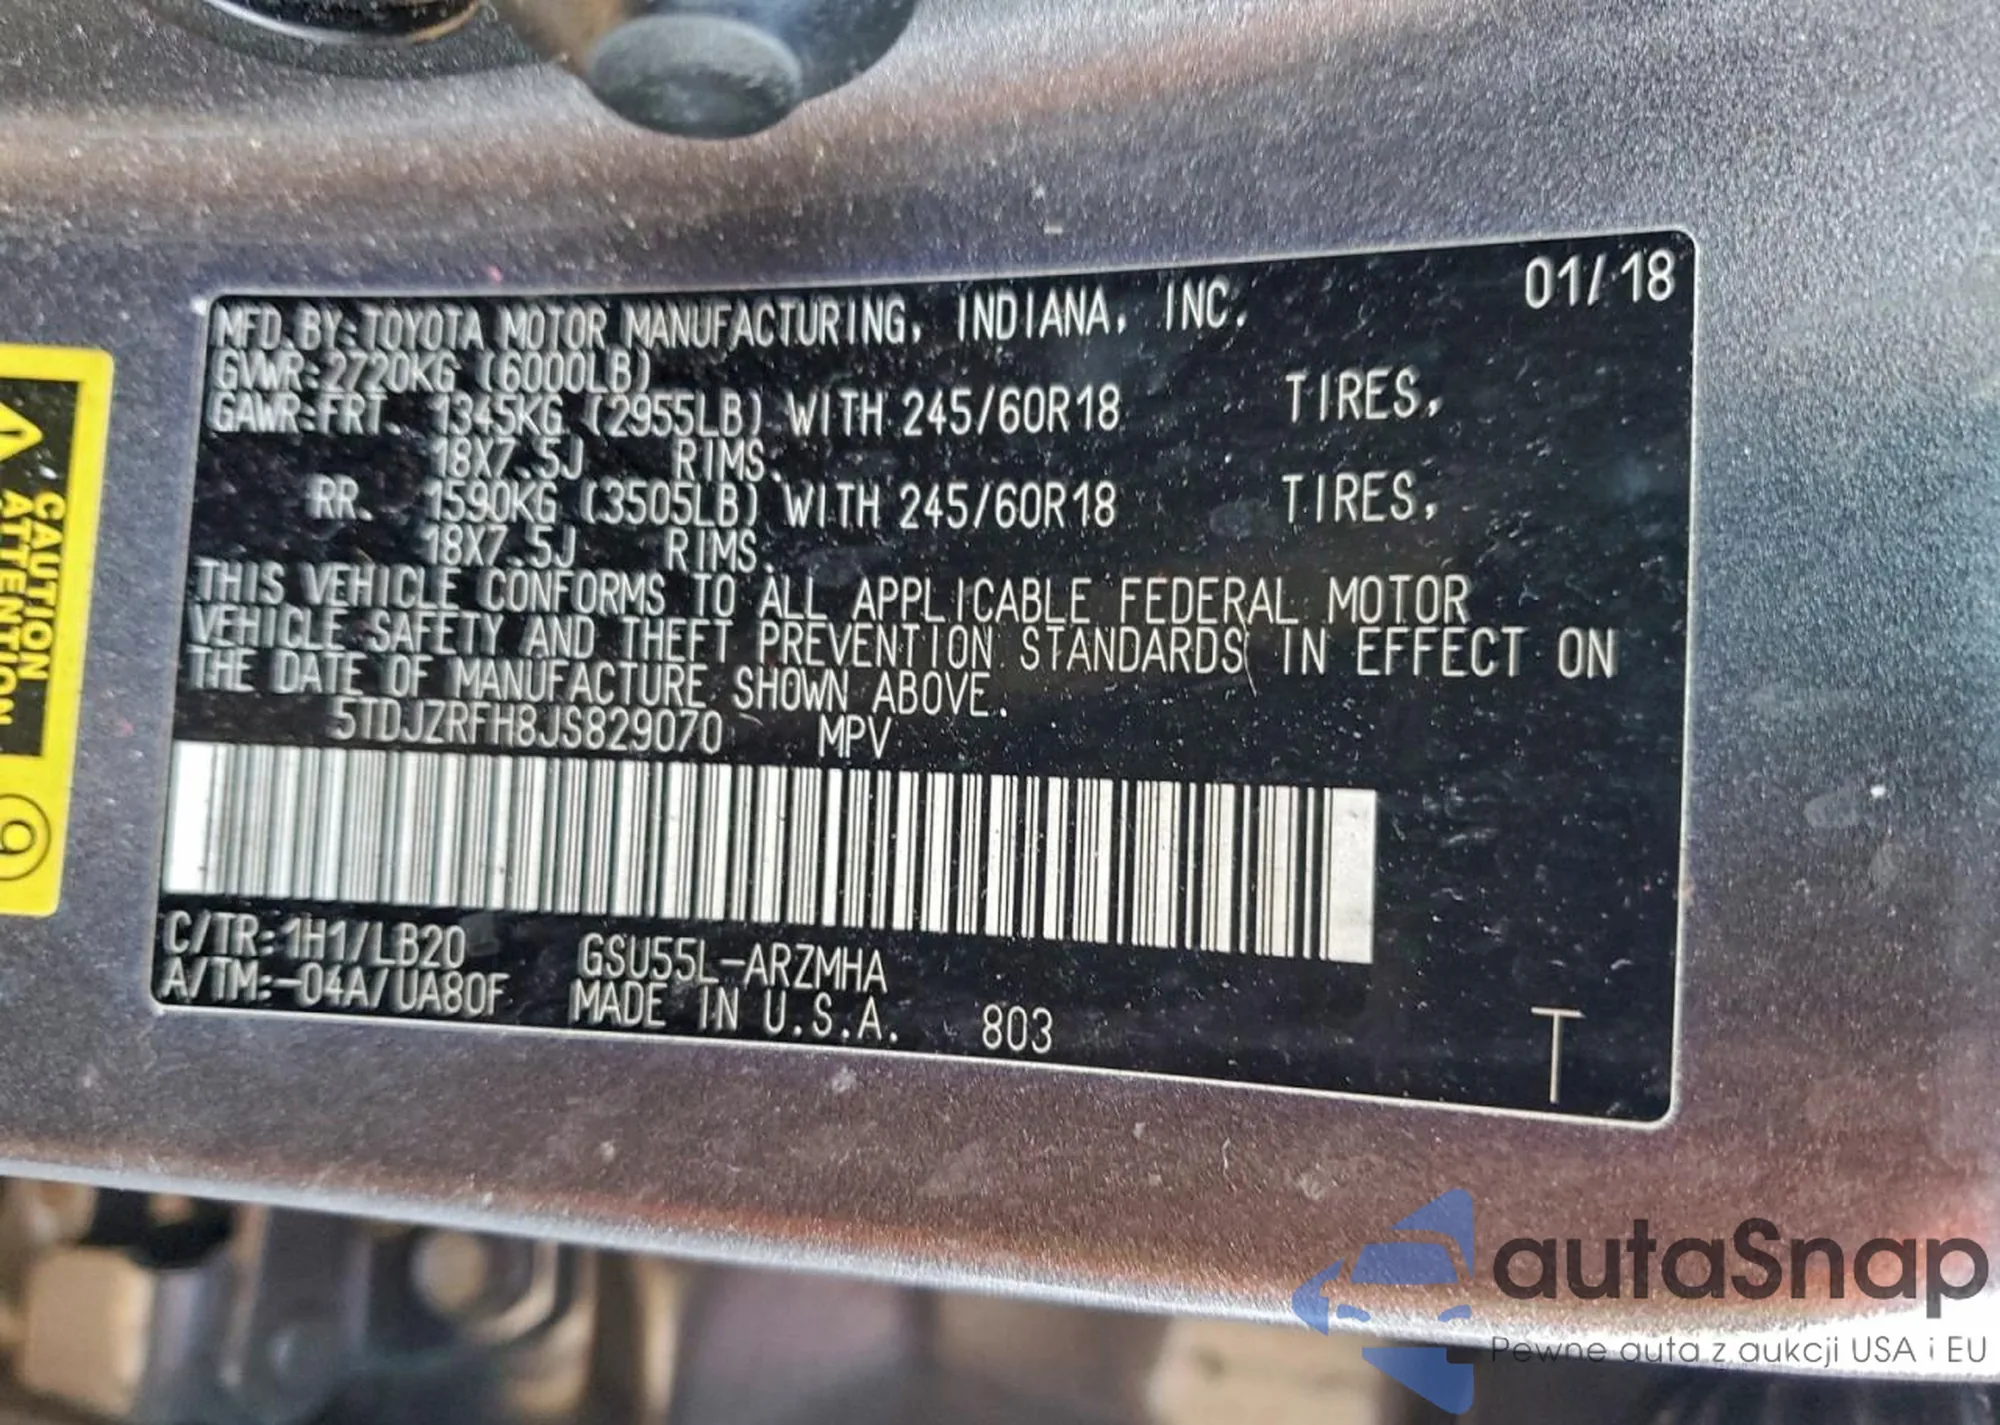 01/18
MFD.BY:TOYOTA MOTOR MANUFACTURING, INDIANA, INC.
GVWR:2720KG (6000LB)
GAWR:FRT. 1345KG (2955LB) WITH 245/60R18 TIRES,
18X7.5J RIMS.
RR. 1590KG (3505LB) WITH 245/60R18 TIRES,
18X7.5J RIMS.
THIS VEHICLE CONFORMS TO ALL APPLICABLE FEDERAL MOTOR
VEHICLE SAFETY AND THEFT PREVENTION STANDARDS IN EFFECT ON
THE DATE OF MANUFACTURE SHOWN ABOVE.
5TDJZRFH8JS829070 MPV
C/TR:1H1/LB20 GSU55L-ARZMHA
A/TM:-04A/UA80F MADE IN U.S.A. 803
T
CAUTION
ATTENTION
autaSnap
Pewne auta z aukcji USA i EU